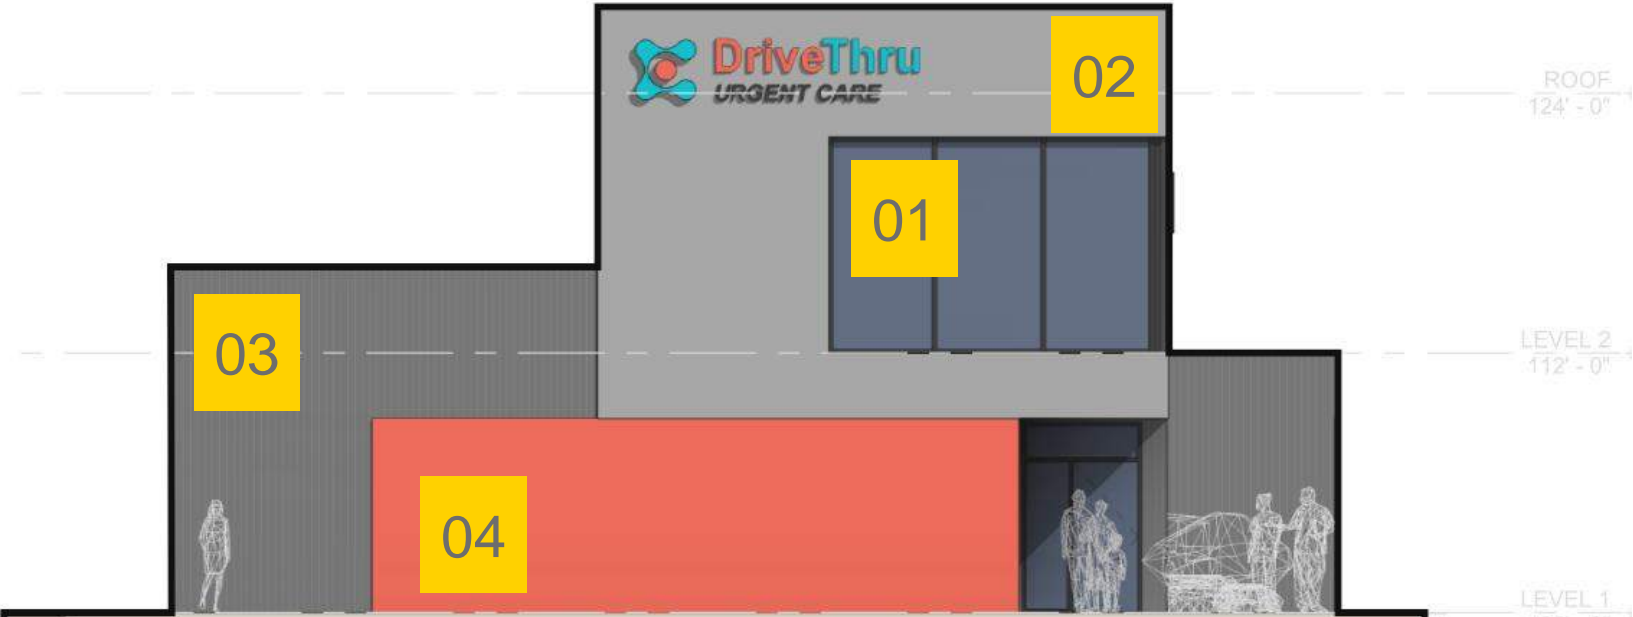 DriveThru
URGENT CARE
02
ROOF
124' - 0"
01
03
LEVEL 2
112' - 0"
04
LEVEL 1